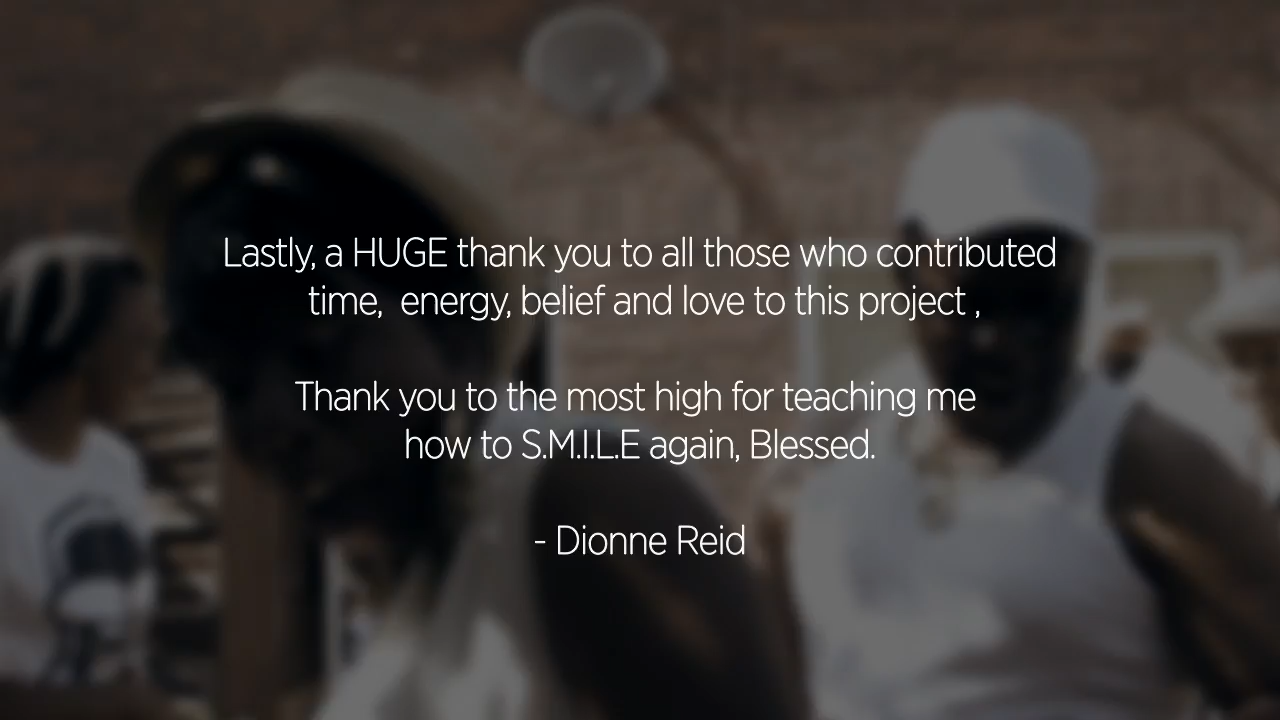 Lastly, a HUGE thank you to all those who contributed
time,  energy, belief and love to this project ,
Thank you to the most high for teaching me
how to S.M.I.L.E again, Blessed.
- Dionne Reid